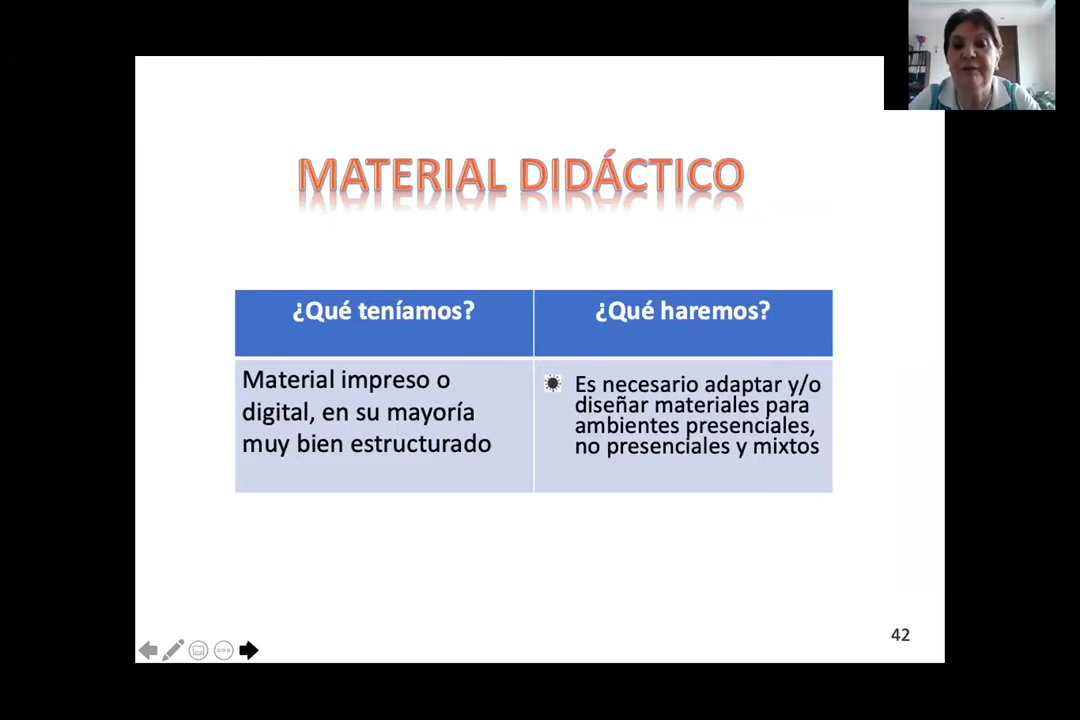 MATERIAL DIDÁCTICO
¿Qué teníamos?
¿Qué haremos?
Material impreso o
digital, en su mayoría
muy bien estructurado
Es necesario adaptar y/o
diseñar materiales para
ambientes presenciales,
no presenciales y mixtos
42